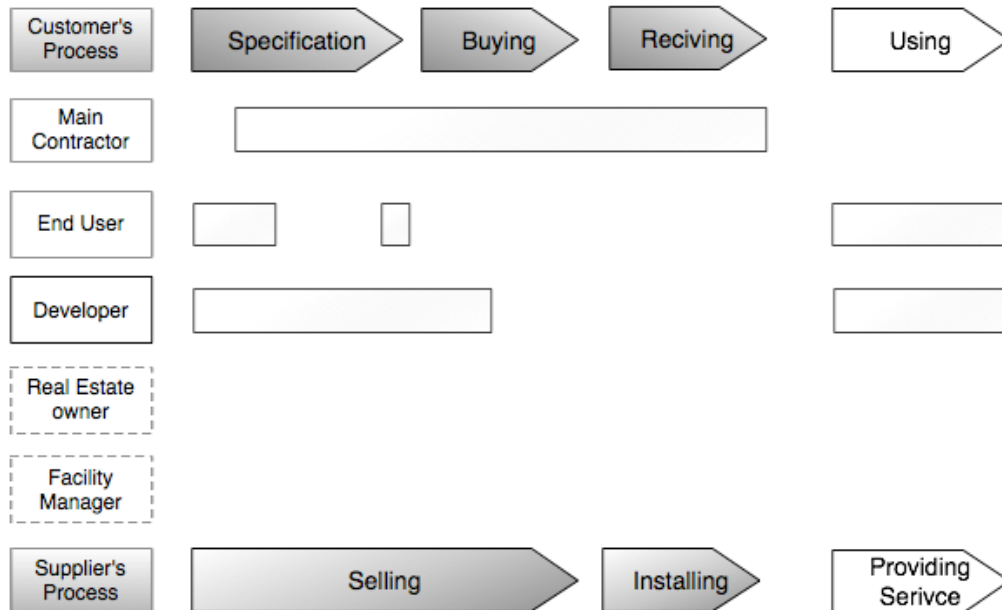 Customer's
Process
Specification
Buying
Reciving
Using
Main
Contractor
End User
Developer
Real Estate
owner
Facility
Manager
Supplier's
Process
Selling
Installing
Providing
Serivce